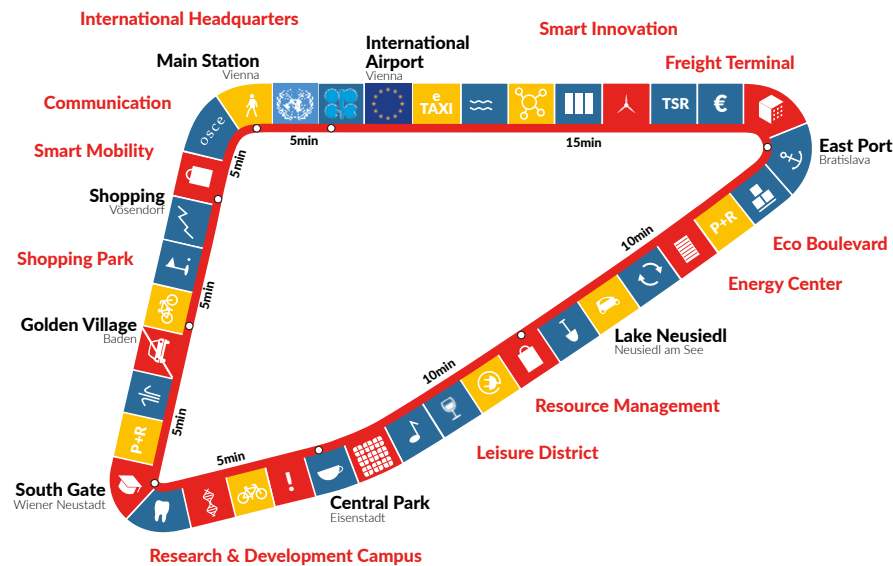 International Headquarters
Smart Innovation
International
Airport
Vienna
Main Station
Vienna
Freight Terminal
Communication
e
TAXI
TSR
€
osce
5min
15min
Smart Mobility
5min
East Port
Bratislava
Shopping
Vösendorf
P+R
10min
Eco Boulevard
Shopping Park
Energy Center
5min
Golden Village
Baden
Lake Neusiedl
Neusiedl am See
10min
Resource Management
P+R
5min
Leisure District
5min
!
South Gate
Wiener Neustadt
Central Park
Eisenstadt
Research & Development Campus